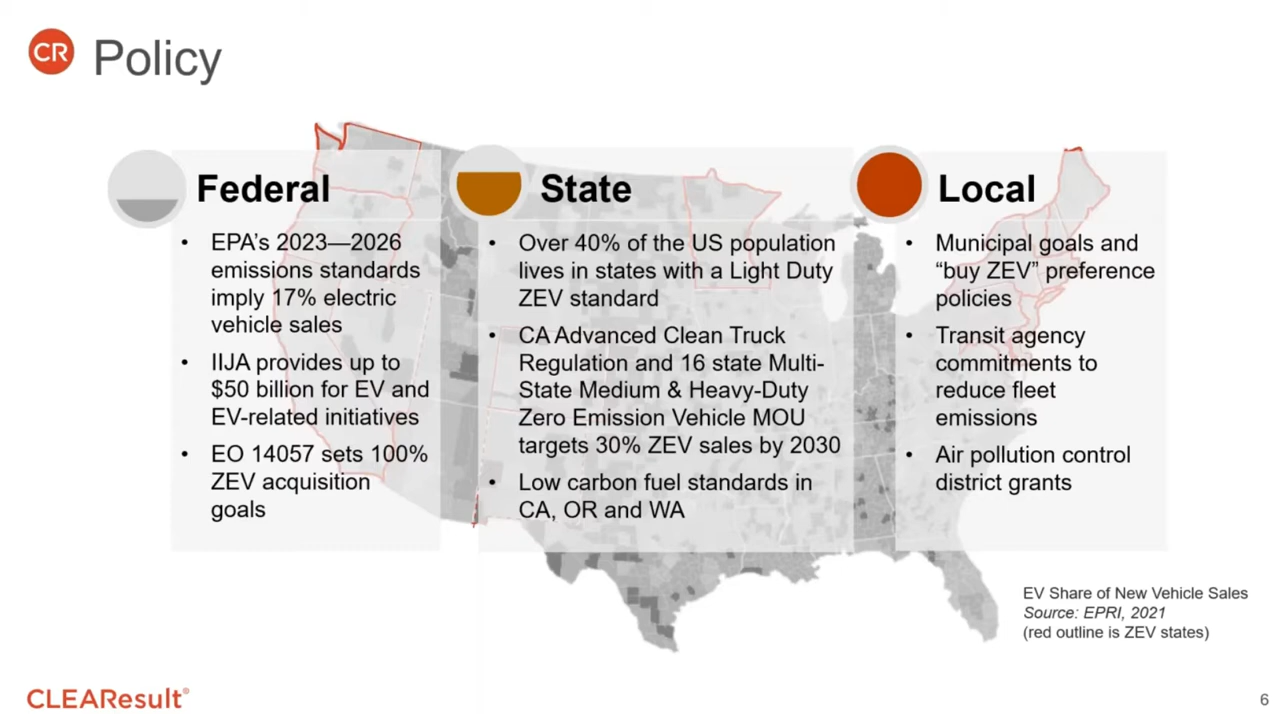 CR Policy
Federal
• EPA's 2023—2026
emissions standards
imply 17% electric
vehicle sales
• IIJA provides up to
$50 billion for EV and
EV-related initiatives
• EO 14057 sets 100%
ZEV acquisition
goals
State
• Over 40% of the US population
lives in states with a Light Duty
ZEV standard
• CA Advanced Clean Truck
Regulation and 16 state Multi-
State Medium & Heavy-Duty
Zero Emission Vehicle MOU
targets 30% ZEV sales by 2030
• Low carbon fuel standards in
CA, OR and WA
Local
• Municipal goals and
“buy ZEV” preference
policies
• Transit agency
commitments to
reduce fleet
emissions
• Air pollution control
district grants
EV Share of New Vehicle Sales
Source: EPRI, 2021
(red outline is ZEV states)
CLEAResult®
6